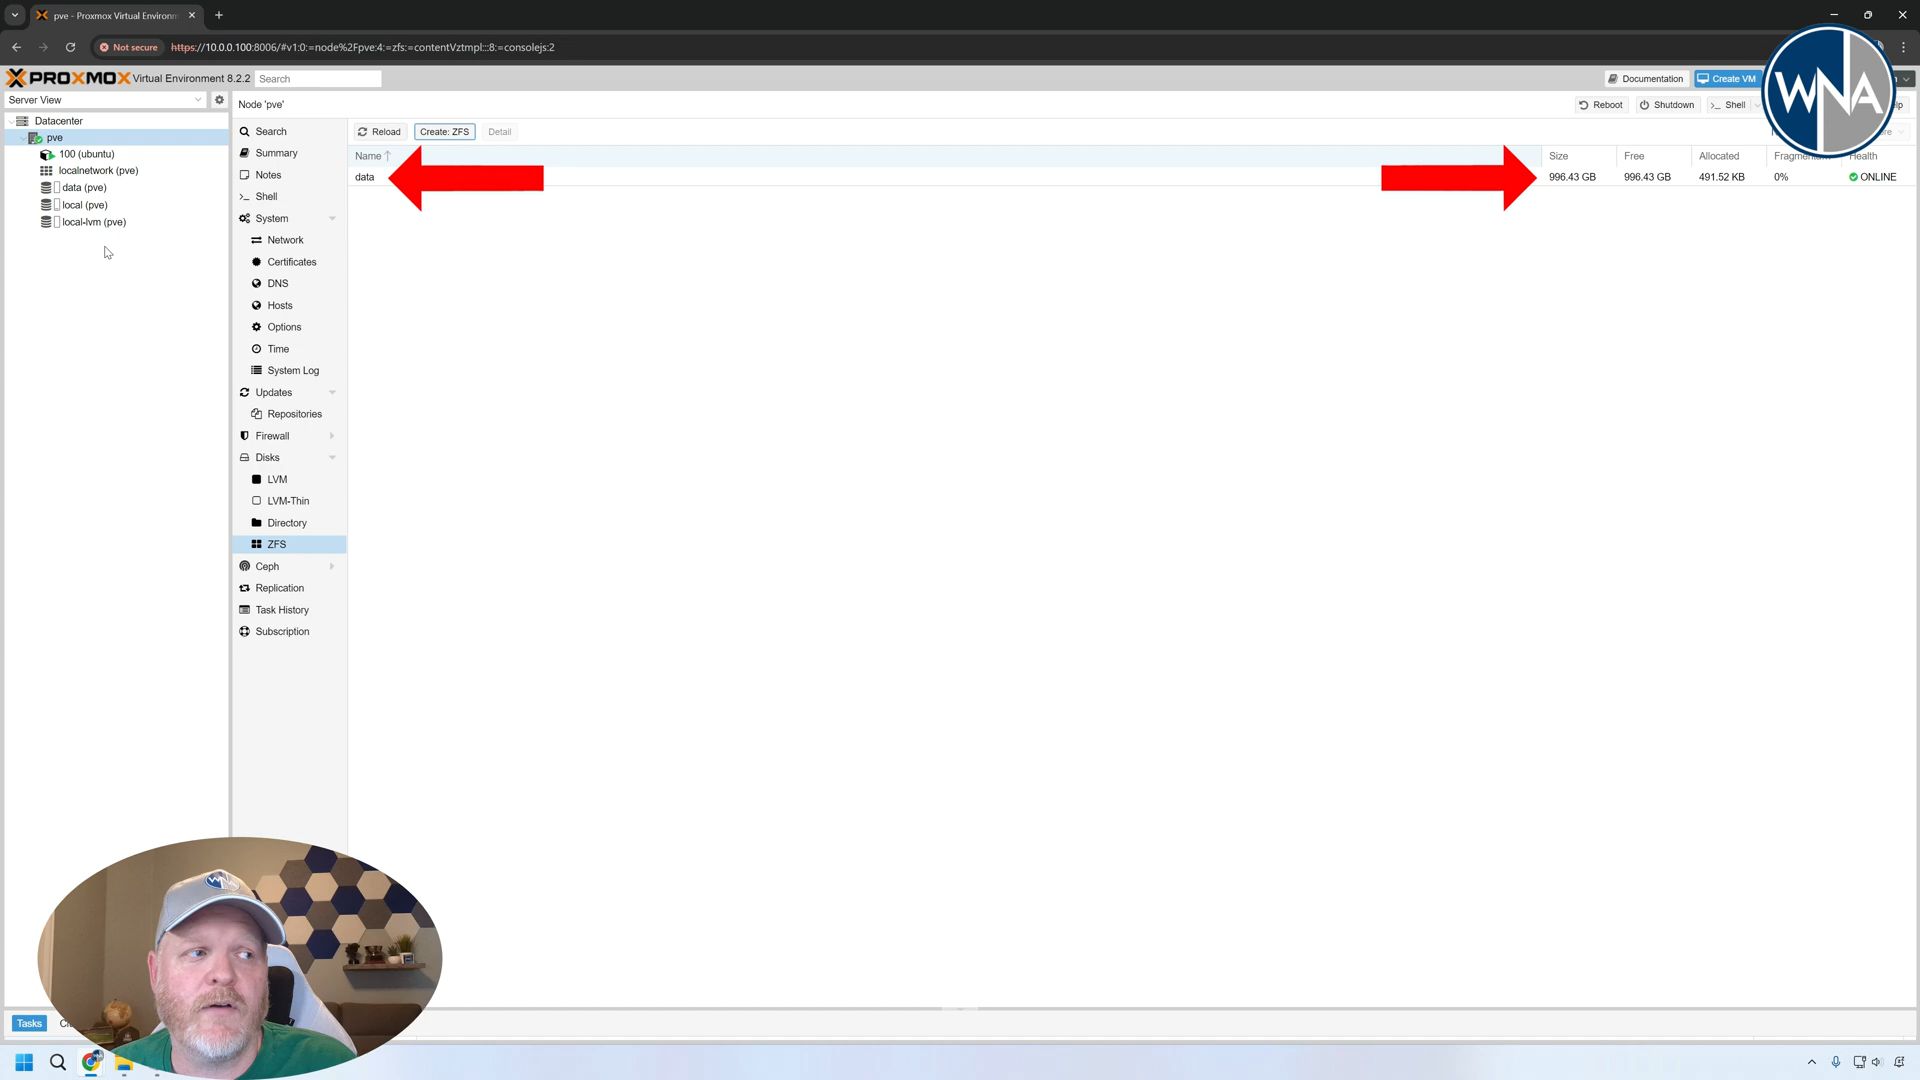 pve - Proxmox Virtual Environm
Not secure
https://10.0.0.100:8006/#v1:0:=node%2Fpve:4:=zfs:=contentVztmpl:::8:=consolejs:2
PROXMOX Virtual Environment 8.2.2
Search
Documentation
Create VM
WNA
Server View
Node 'pve'
Reboot
Shutdown
Shell
Datacenter
pve
100 (ubuntu)
localnetwork (pve)
data (pve)
local (pve)
local-lvm (pve)
Search
Summary
Notes
Shell
System
Network
Certificates
DNS
Hosts
Options
Time
System Log
Updates
Repositories
Firewall
Disks
LVM
LVM-Thin
Directory
ZFS
Ceph
Replication
Task History
Subscription
Reload
Create: ZFS
Detail
Name
Size
Free
Allocated
Health
data
996.43 GB
996.43 GB
491.52 KB
0%
ONLINE
WNA
Tasks